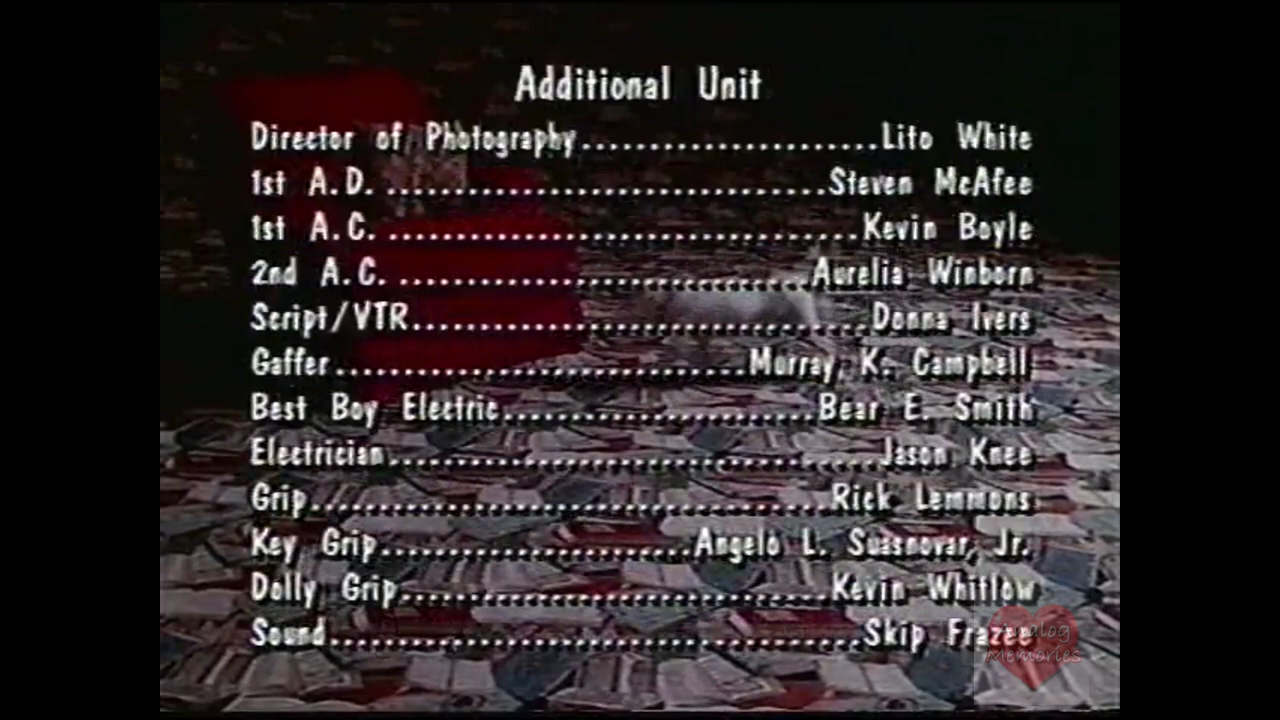 Additional Unit
Director of Photography......................Lito White
1st A.D. .................................Steven McAfee
1st A.C. ...................................Kevin Boyle
2nd A.C. ...............................Aurelia Winborn
Script/VTR..................................Donna Ivers
Gaffer...............................Murray, K. Campbell
Best Boy Electric.......................Bear E. Smith
Electrician....................................Jason Knee
Grip.......................................Rick Lemmons
Key Grip.......................Angelo L. Suasnovar, Jr.
Dolly Grip................................Kevin Whitlow
Sound........................................Skip Frazee
Analog
Memories